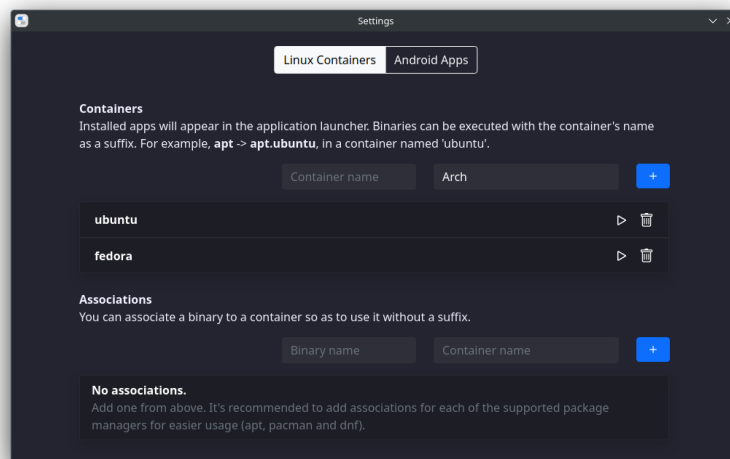 Settings
Linux Containers Android Apps
Containers
Installed apps will appear in the application launcher. Binaries can be executed with the container's name
as a suffix. For example, apt -> apt.ubuntu, in a container named 'ubuntu'.
Container name Arch +
ubuntu
fedora
Associations
You can associate a binary to a container so as to use it without a suffix.
Binary name Container name +
No associations.
Add one from above. It's recommended to add associations for each of the supported package
managers for easier usage (apt, pacman and dnf).